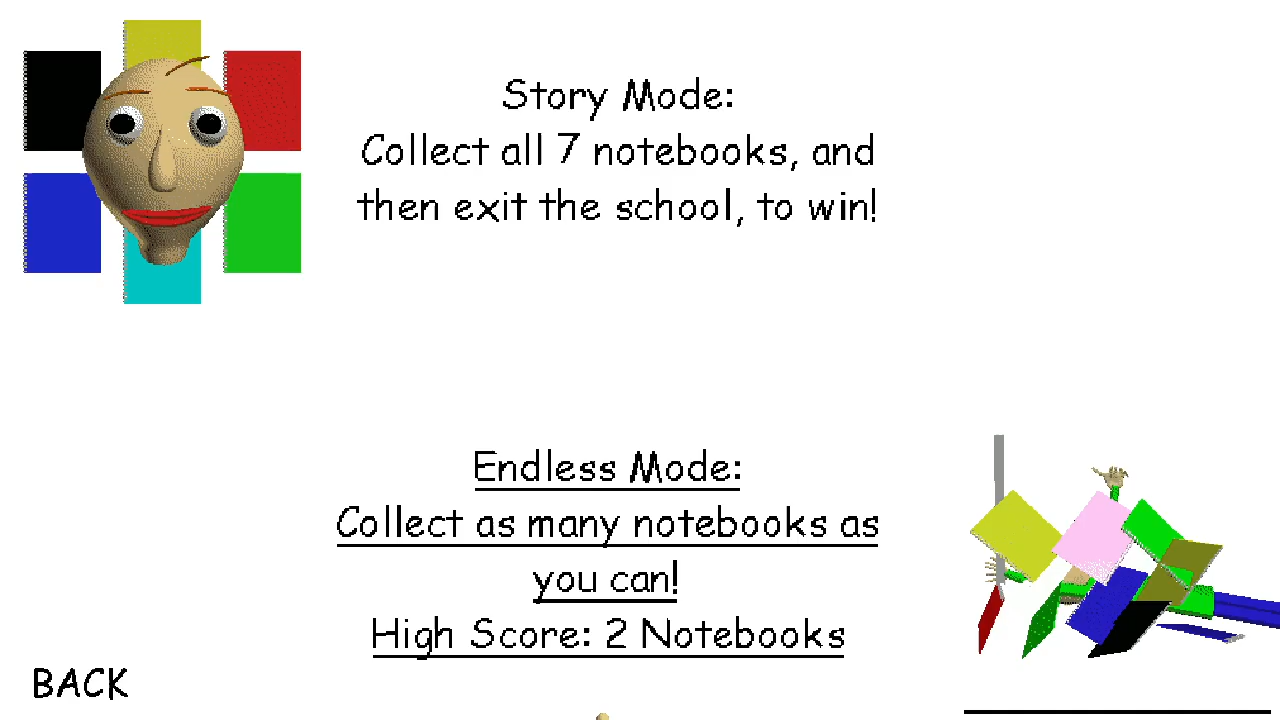 Story Mode:
Collect all 7 notebooks, and
then exit the school, to win!
Endless Mode:
Collect as many notebooks as
you can!
High Score: 2 Notebooks
BACK